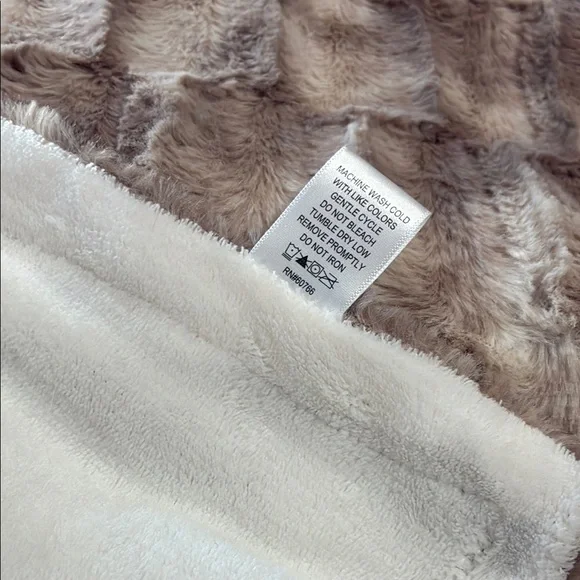 MACHINE WASH COLD
WITH LIKE COLORS
GENTLE CYCLE
DO NOT BLEACH
TUMBLE DRY LOW
REMOVE PROMPTLY
DO NOT IRON
RN#60766